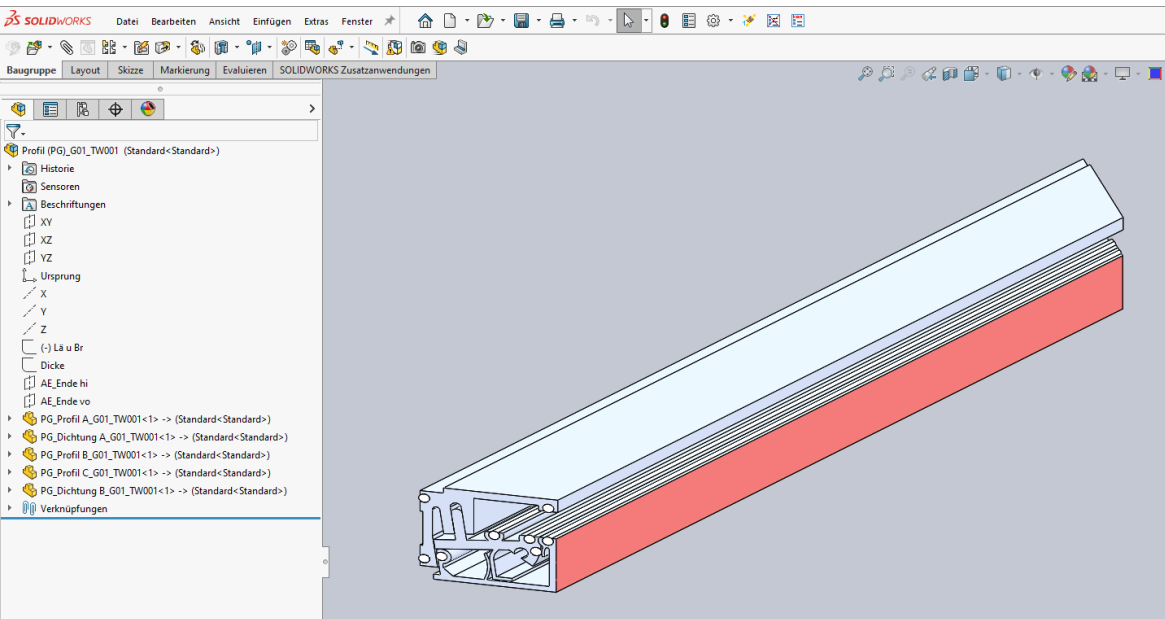 SOLIDWORKS Datei Bearbeiten Ansicht Einfügen Extras Fenster
Baugruppe Layout Skizze Markierung Evaluieren SOLIDWORKS Zusatzanwendungen
Profil (PG)_G01_TW001 (Standard<Standard>)
Historie
Sensoren
A Beschriftungen
XY
XZ
YZ
Ursprung
X
Y
Z
(-) Lä u Br
Dicke
AE_Ende hi
AE_Ende vo
PG_Profil A_G01_TW001<1> -> (Standard<Standard>)
PG_Dichtung A_G01_TW001<1> -> (Standard<Standard>)
PG_Profil B_G01_TW001<1> -> (Standard<Standard>)
PG_Profil C_G01_TW001<1> -> (Standard<Standard>)
PG_Dichtung B_G01_TW001<1> -> (Standard<Standard>)
Verknüpfungen